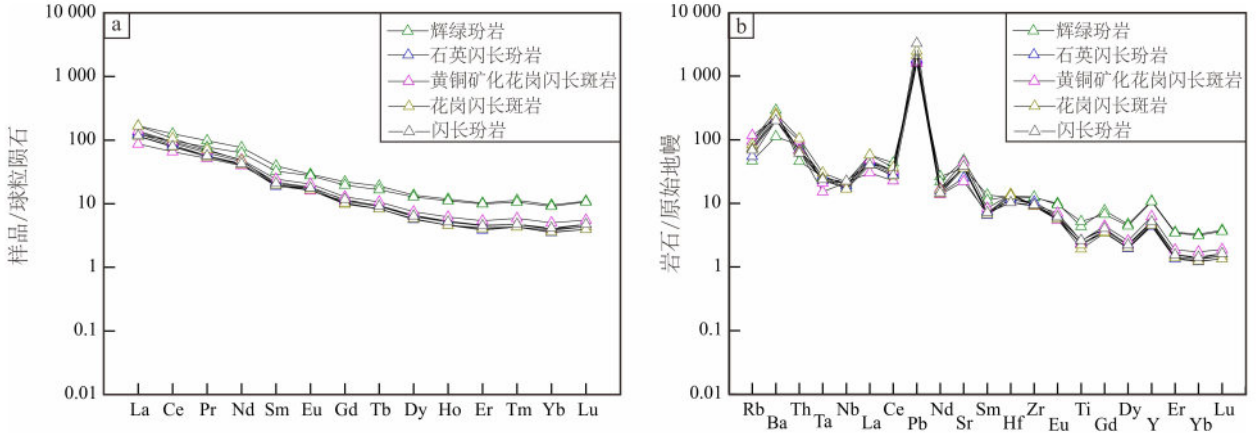 样品/球粒陨石
10 000
1 000
100
10
1
0.1
0.01
a
辉绿玢岩
石英闪长玢岩
黄铜矿化花岗闪长斑岩
花岗闪长斑岩
闪长玢岩
La Ce Pr Nd Sm Eu Gd Tb Dy Ho Er Tm Yb Lu
岩石/原始地幔
10 000
1 000
100
10
1
0.1
0.01
b
辉绿玢岩
石英闪长玢岩
黄铜矿化花岗闪长斑岩
花岗闪长斑岩
闪长玢岩
Rb Th Nb Ce Nd Sm Zr Ti Dy Er Lu
Ba Ta La Pb Sr Hf Eu Gd Y Yb